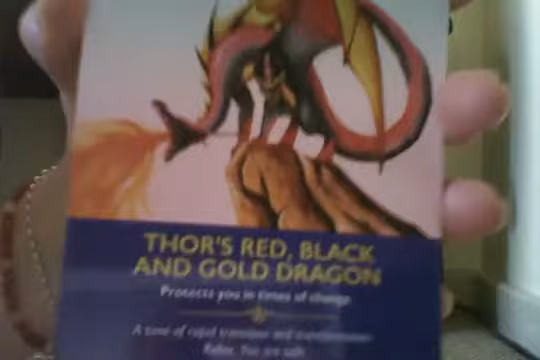 THOR'S RED, BLACK
AND GOLD DRAGON
Protects you in times of change
A time of rapid transition and transformation
Relax. You are safe